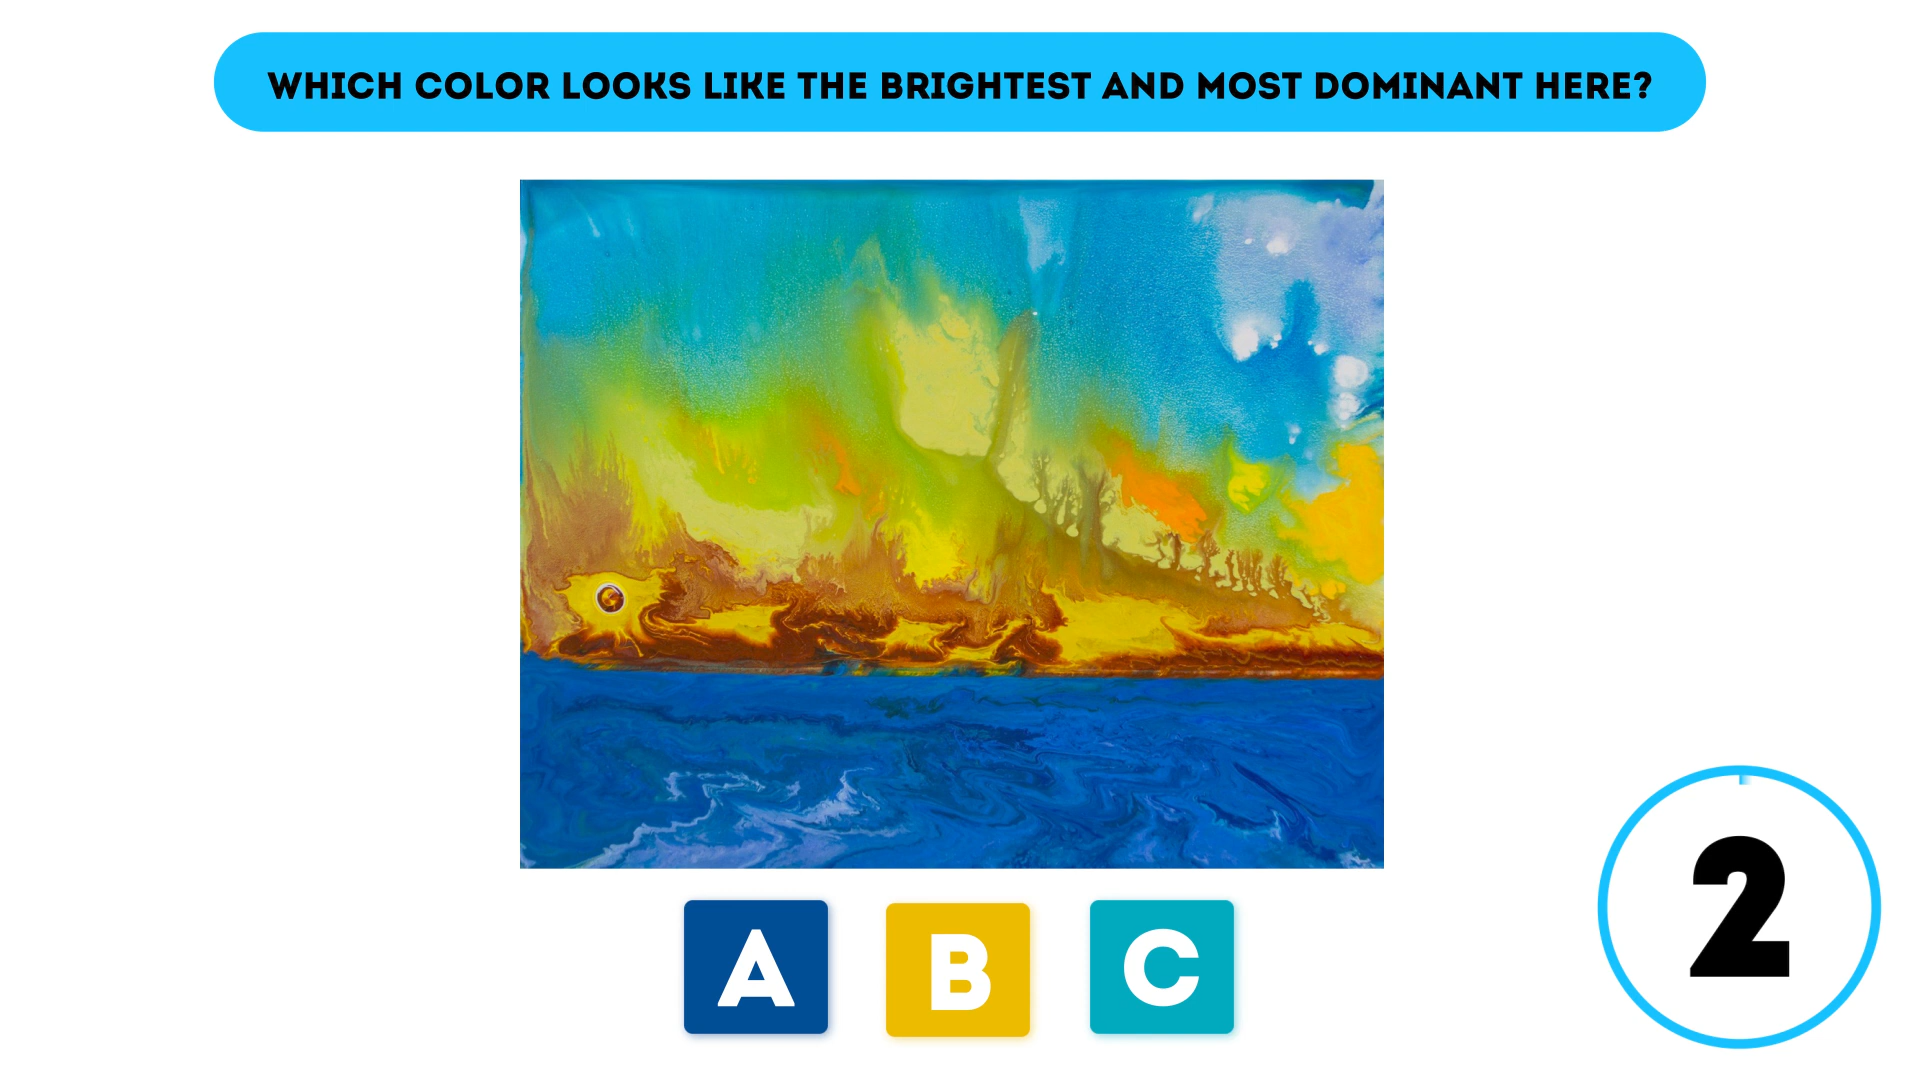 WHICH COLOR LOOKS LIKE THE BRIGHTEST AND MOST DOMINANT HERE?
A B C
2